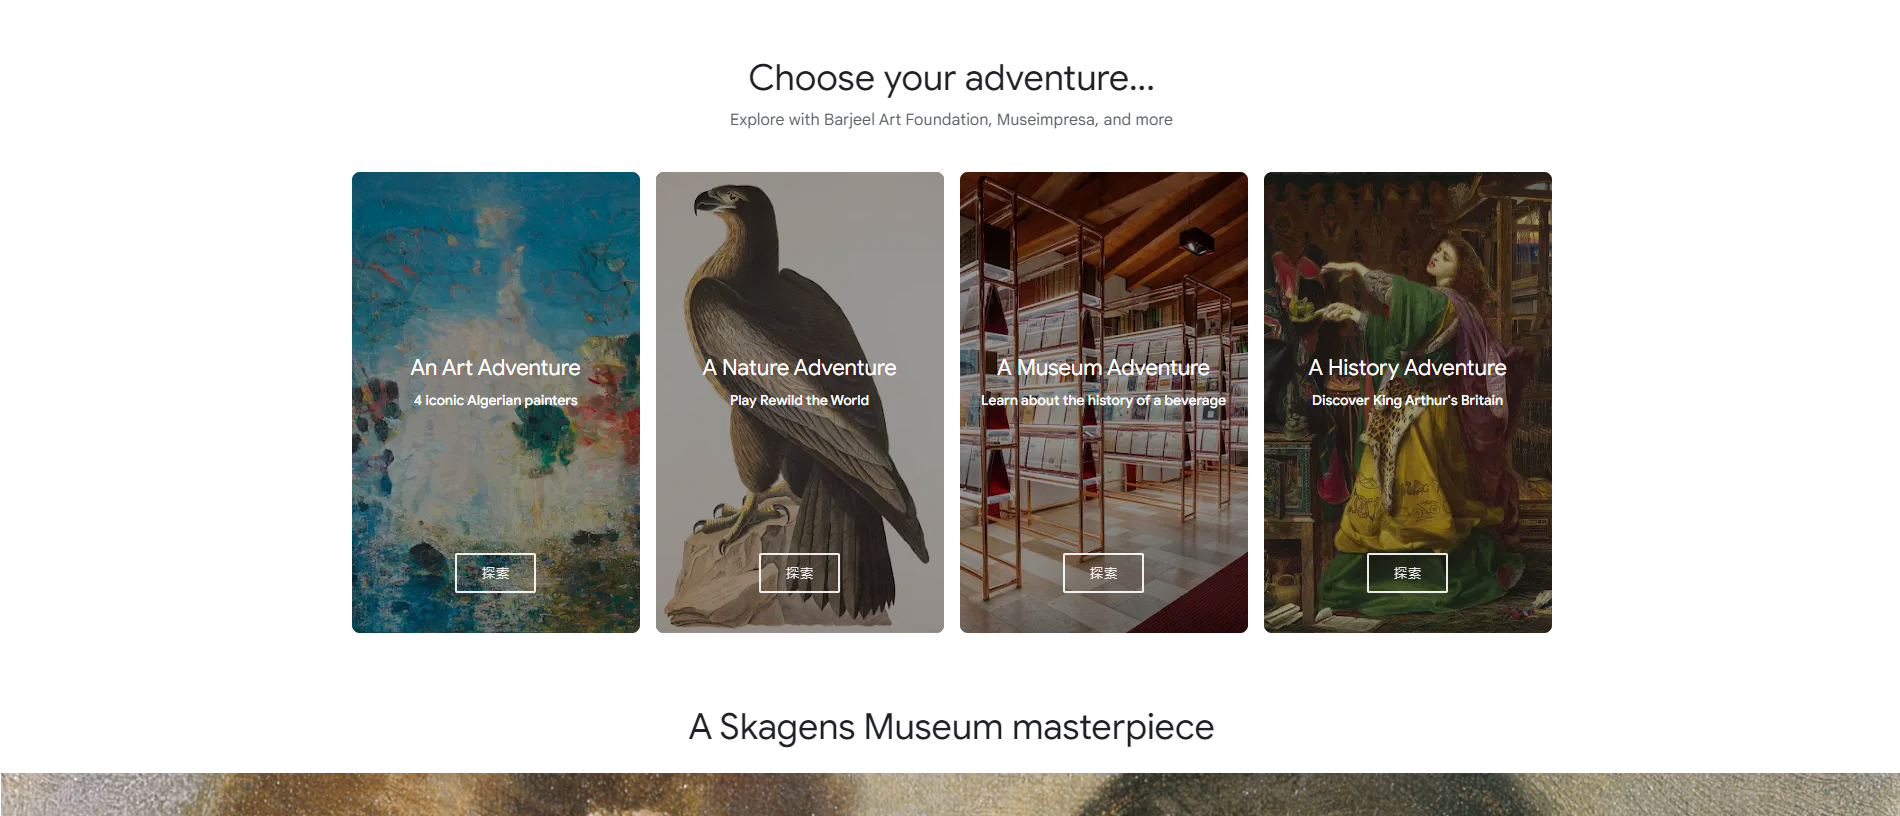 Choose your adventure...
Explore with Barjeel Art Foundation, Museimpresa, and more
An Art Adventure
4 iconic Algerian painters
探索
A Nature Adventure
Play Rewild the World
探索
A Museum Adventure
Learn about the history of a beverage
探索
A History Adventure
Discover King Arthur's Britain
探索
A Skagens Museum masterpiece